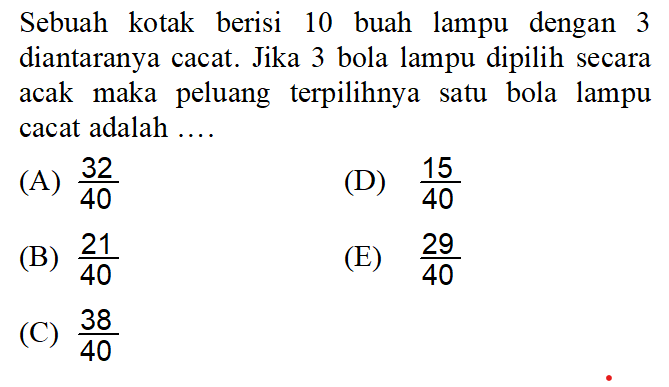 Sebuah kotak berisi 10 buah lampu dengan 3
diantaranya cacat. Jika 3 bola lampu dipilih secara
acak maka peluang terpilihnya satu bola lampu
cacat adalah ….
(A) 32/40
(D) 15/40
(B) 21/40
(E) 29/40
(C) 38/40